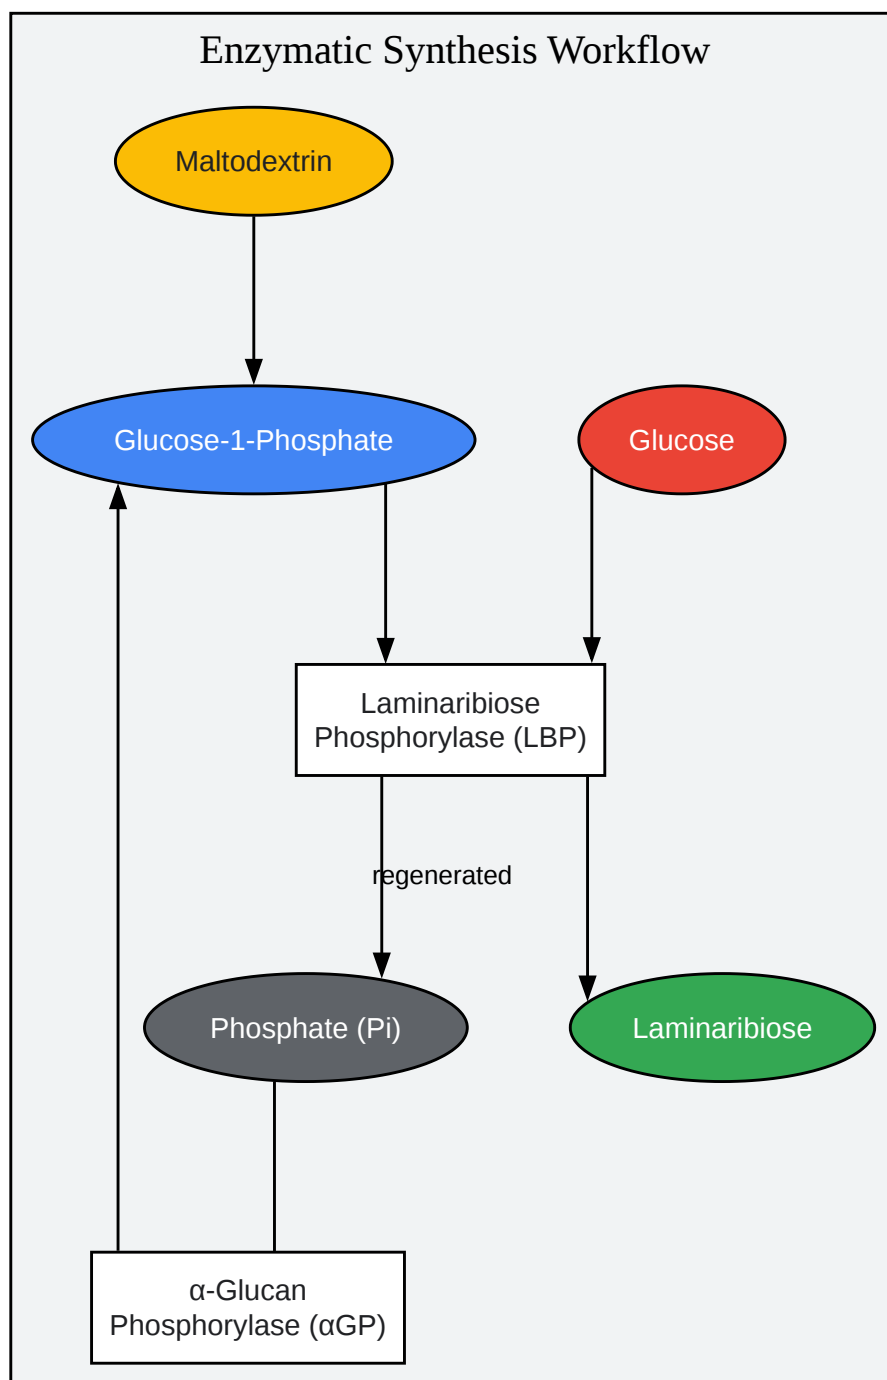 Enzymatic Synthesis Workflow
Maltodextrin
Glucose-1-Phosphate
Glucose
Laminaribiose
Phosphorylase (LBP)
regenerated
Phosphate (Pi)
Laminaribiose
α-Glucan
Phosphorylase (αGP)